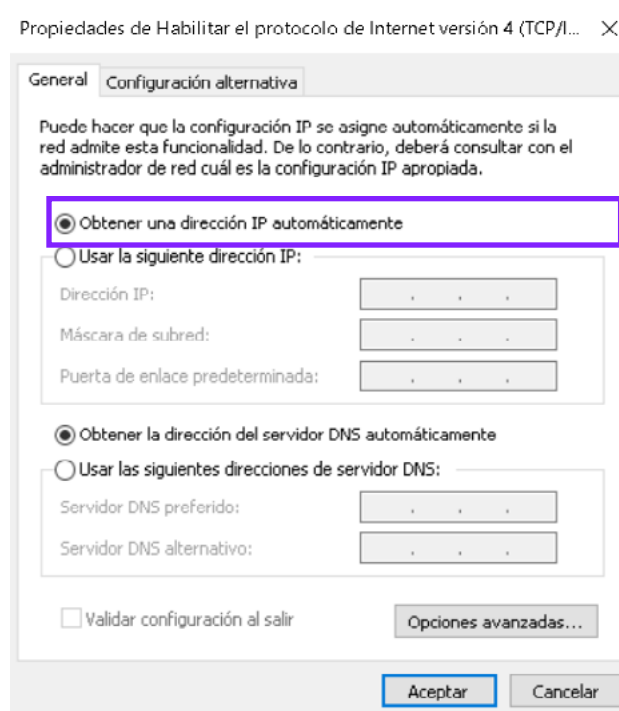 Propiedades de Habilitar el protocolo de Internet versión 4 (TCP/I...
General Configuración alternativa
Puede hacer que la configuración IP se asigne automáticamente si la
red admite esta funcionalidad. De lo contrario, deberá consultar con el
administrador de red cuál es la configuración IP apropiada.
Obtener una dirección IP automáticamente
Usar la siguiente dirección IP:
Dirección IP:
Máscara de subred:
Puerta de enlace predeterminada:
Obtener la dirección del servidor DNS automáticamente
Usar las siguientes direcciones de servidor DNS:
Servidor DNS preferido:
Servidor DNS alternativo:
Validar configuración al salir
Opciones avanzadas...
Aceptar Cancelar